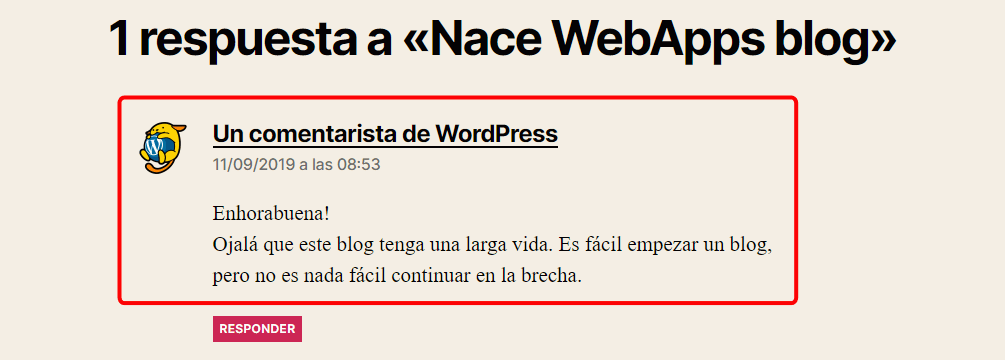 1 respuesta a «Nace WebApps blog»
Un comentarista de WordPress
11/09/2019 a las 08:53
Enhorabuena!
Ojalá que este blog tenga una larga vida. Es fácil empezar un blog,
pero no es nada fácil continuar en la brecha.
RESPONDER